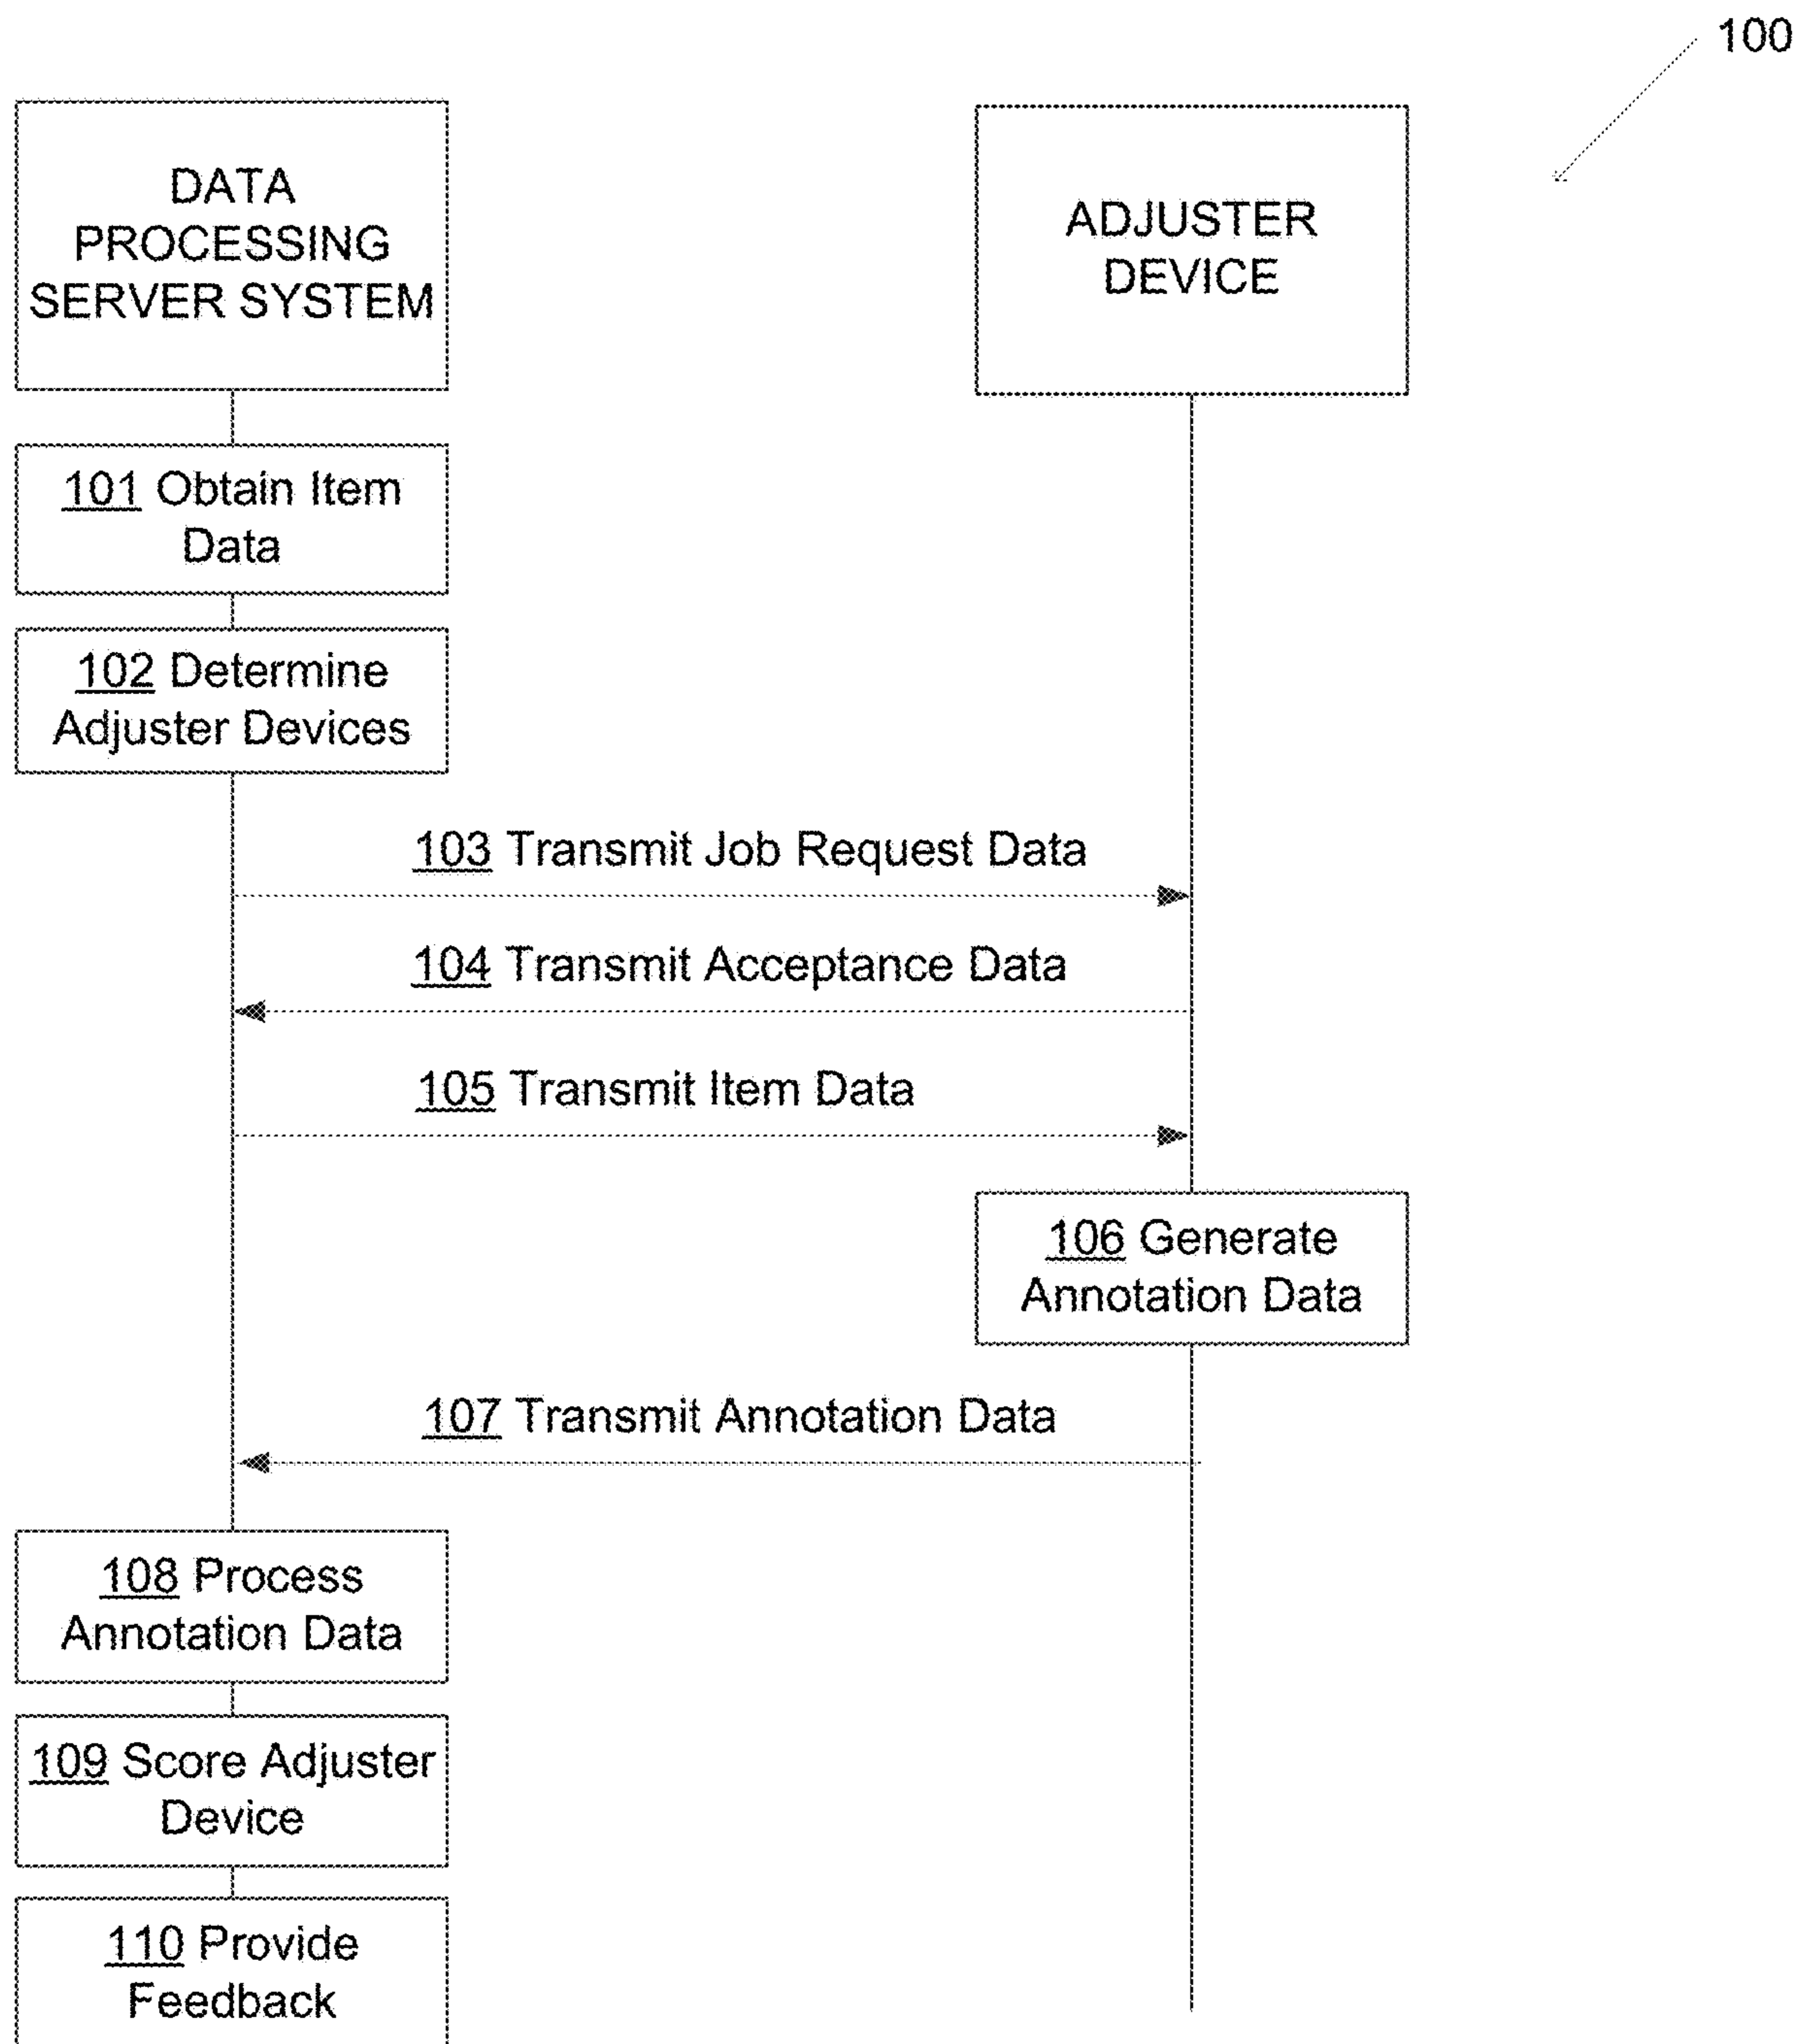 100
DATA
PROCESSING
SERVER SYSTEM
ADJUSTER
DEVICE
101 Obtain Item
Data
102 Determine
Adjuster Devices
103 Transmit Job Request Data
104 Transmit Acceptance Data
105 Transmit Item Data
106 Generate
Annotation Data
107 Transmit Annotation Data
108 Process
Annotation Data
109 Score Adjuster
Device
110 Provide
Feedback